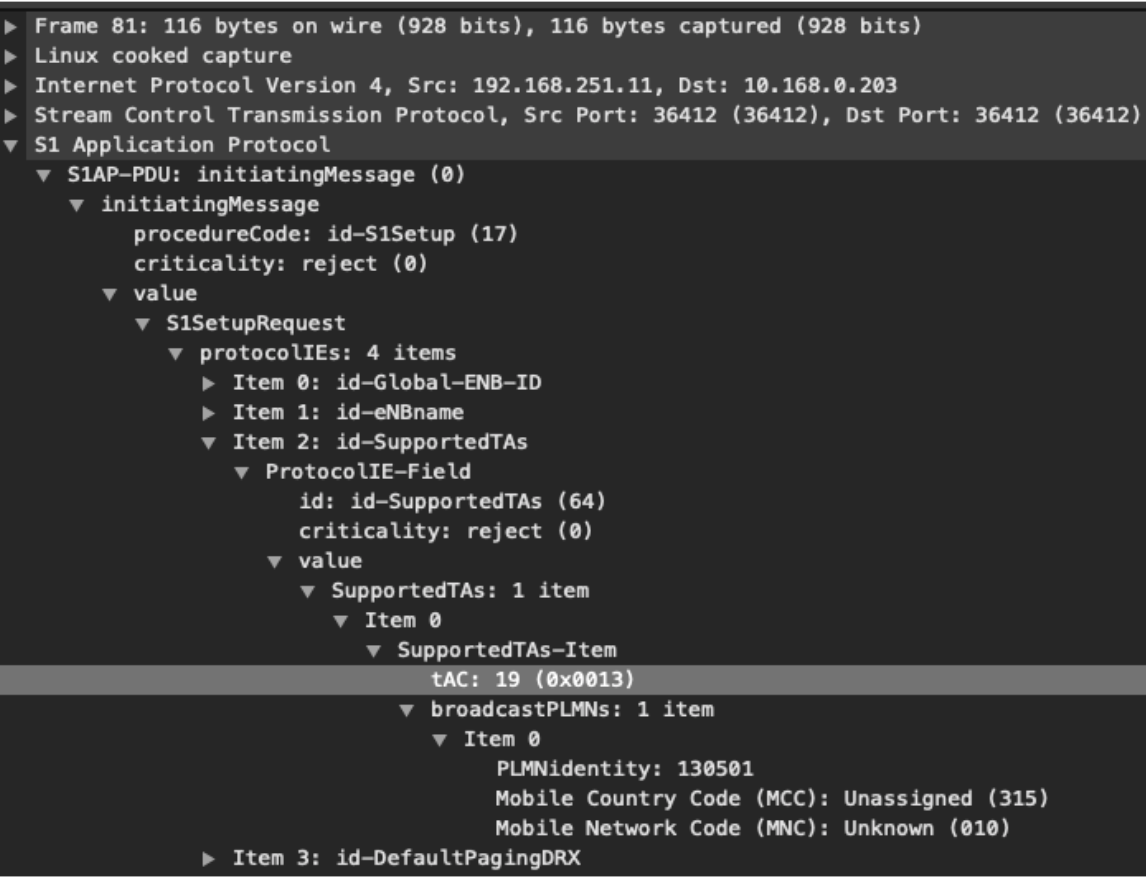 Frame 81: 116 bytes on wire (928 bits), 116 bytes captured (928 bits)
Linux cooked capture
Internet Protocol Version 4, Src: 192.168.251.11, Dst: 10.168.0.203
Stream Control Transmission Protocol, Src Port: 36412 (36412), Dst Port: 36412 (36412)
S1 Application Protocol
S1AP-PDU: initiatingMessage (0)
initiatingMessage
procedureCode: id-S1Setup (17)
criticality: reject (0)
value
S1SetupRequest
protocolIEs: 4 items
Item 0: id-Global-ENB-ID
Item 1: id-eNBname
Item 2: id-SupportedTAs
ProtocolIE-Field
id: id-SupportedTAs (64)
criticality: reject (0)
value
SupportedTAs: 1 item
Item 0
SupportedTAs-Item
tAC: 19 (0x0013)
broadcastPLMNs: 1 item
Item 0
PLMNidentity: 130501
Mobile Country Code (MCC): Unassigned (315)
Mobile Network Code (MNC): Unknown (010)
Item 3: id-DefaultPagingDRX